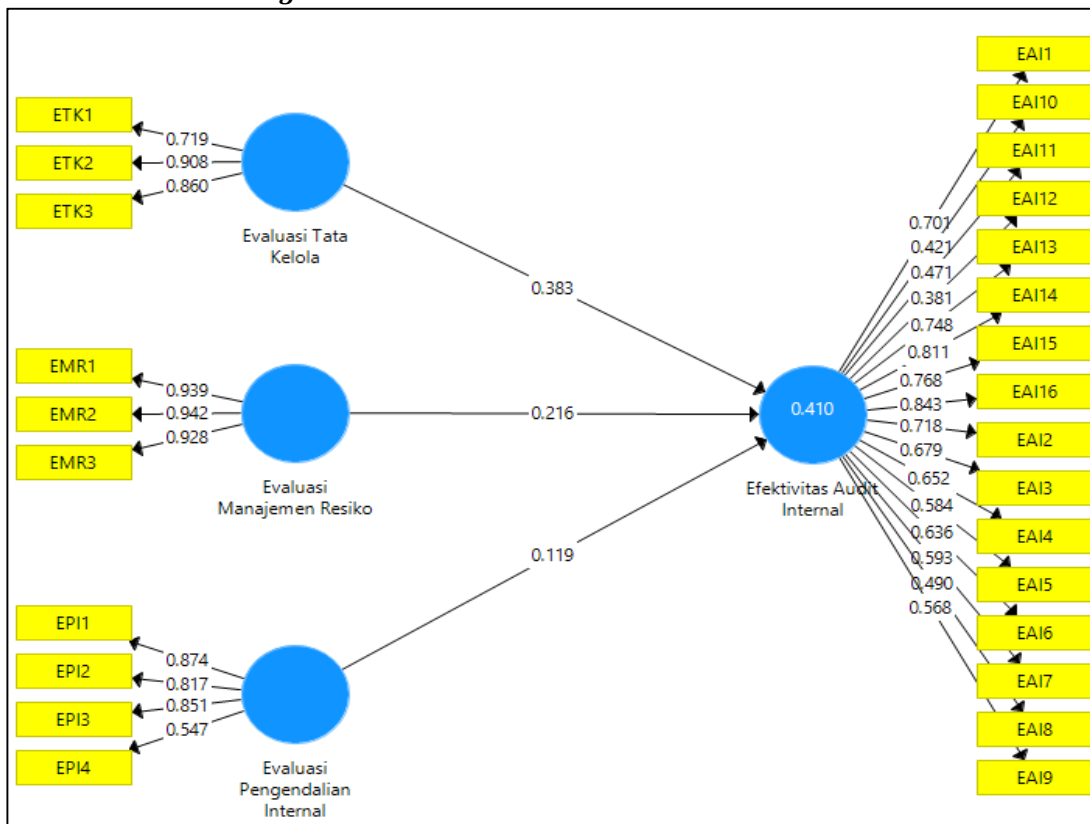 g
ETK1
ETK2
ETK3
0.719
0.908
0.860
Evaluasi Tata
Kelola
0.383
EMR1
EMR2
EMR3
0.939
0.942
0.928
Evaluasi
Manajemen Resiko
0.216
EPI1
EPI2
EPI3
EPI4
0.874
0.817
0.851
0.547
Evaluasi
Pengendalian
Internal
0.119
0.410
Efektivitas Audit
Internal
0.701
0.421
0.471
0.381
0.748
0.811
0.768
0.843
0.718
0.679
0.652
0.584
0.636
0.593
0.490
0.568
EAI1
EAI10
EAI11
EAI12
EAI13
EAI14
EAI15
EAI16
EAI2
EAI3
EAI4
EAI5
EAI6
EAI7
EAI8
EAI9